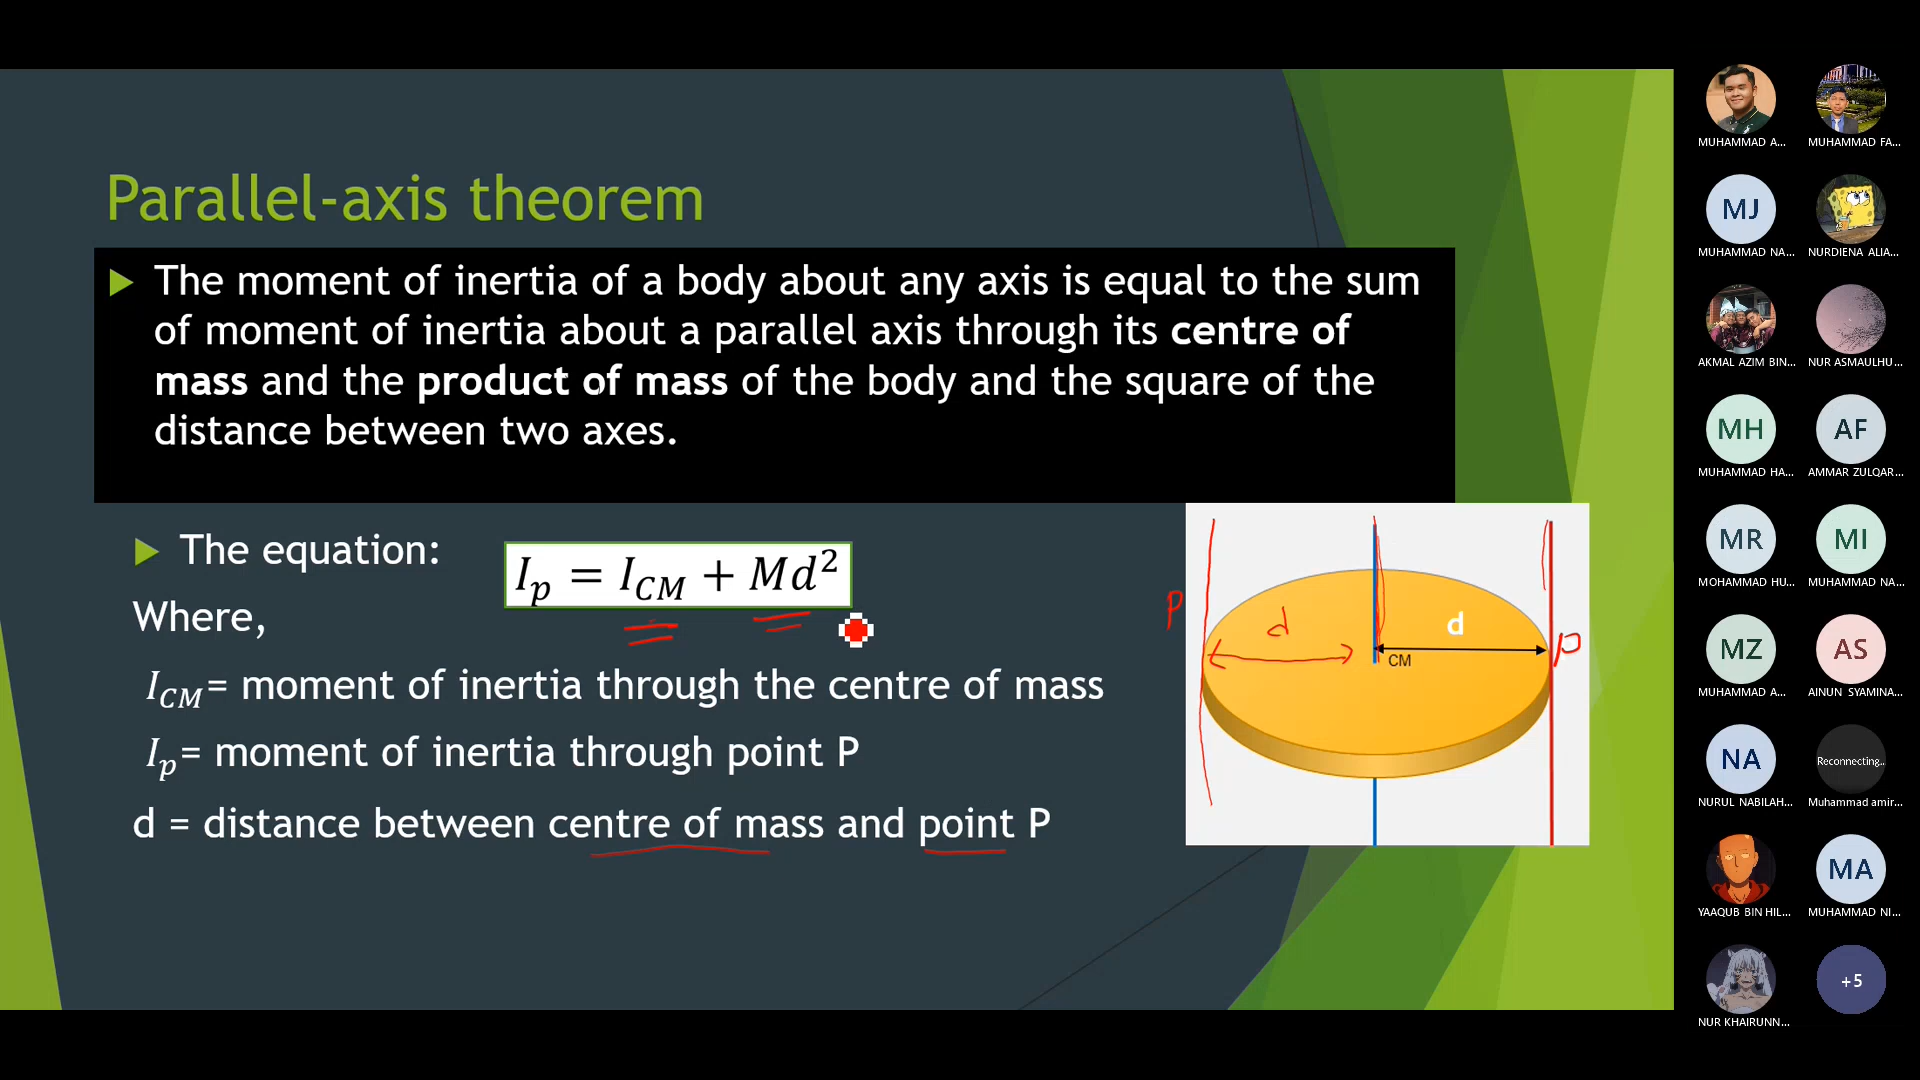 Parallel-axis theorem
The moment of inertia of a body about any axis is equal to the sum
of moment of inertia about a parallel axis through its centre of
mass and the product of mass of the body and the square of the
distance between two axes.
The equation:
I_p = I_CM + Md²
Where,
I_CM= moment of inertia through the centre of mass
I_p= moment of inertia through point P
d = distance between centre of mass and point P
P
d
d
CM
P
MUHAMMAD A...
MUHAMMAD FA...
MJ
MUHAMMAD NA...
NURDIENA ALIA...
AKMAL AZIM BIN...
NUR ASMAULHU...
MH
MUHAMMAD HA...
AF
AMMAR ZULQAR...
MR
MOHAMMAD HU...
MI
MUHAMMAD NA...
MZ
MUHAMMAD A...
AS
AINUN SYAMINA...
NA
NURUL NABILAH...
Reconnecting...
Muhammad amir...
YAAQUB BIN HIL...
MA
MUHAMMAD NI...
NUR KHAIRUNN...
+5